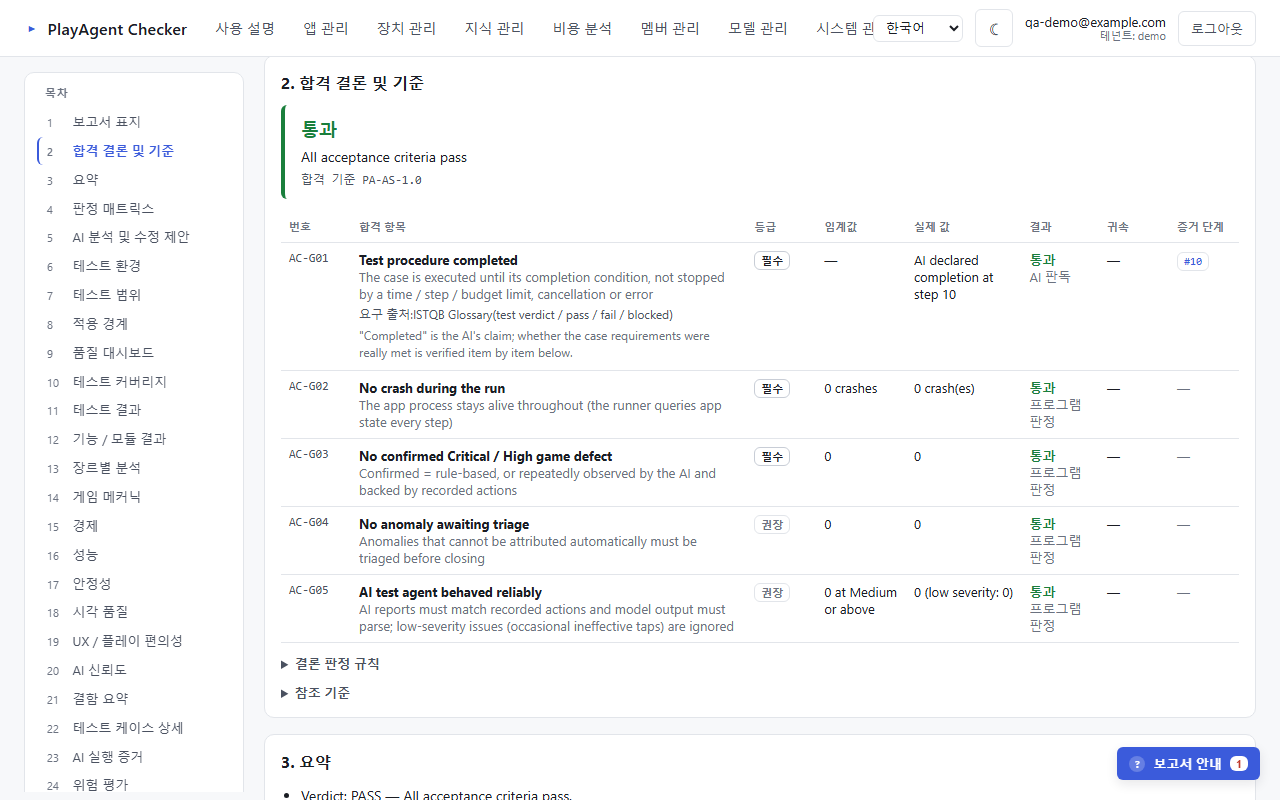 PlayAgent Checker
사용 설명
앱 관리
장치 관리
지식 관리
비용 분석
멤버 관리
모델 관리
시스템 관
한국어
qa-demo@example.com
테넌트: demo
로그아웃
목차
1 보고서 표지
2 합격 결론 및 기준
3 요약
4 판정 매트릭스
5 AI 분석 및 수정 제안
6 테스트 환경
7 테스트 범위
8 적용 경계
9 품질 대시보드
10 테스트 커버리지
11 테스트 결과
12 기능 / 모듈 결과
13 장르별 분석
14 게임 메커닉
15 경제
16 성능
17 안정성
18 시각 품질
19 UX / 플레이 편의성
20 AI 신뢰도
21 결함 요약
22 테스트 케이스 상세
23 AI 실행 증거
24 위험 평가
2. 합격 결론 및 기준
통과
All acceptance criteria pass
합격 기준 PA-AS-1.0
번호 합격 항목 등급 임계값 실제 값 결과 귀속 증거 단계
AC-G01 Test procedure completed 필수 — AI declared 통과 — #10
The case is executed until its completion condition, not stopped completion at AI 판독
by a time / step / budget limit, cancellation or error step 10
요구 출처:ISTQB Glossary(test verdict / pass / fail / blocked)
"Completed" is the AI's claim; whether the case requirements were
really met is verified item by item below.
AC-G02 No crash during the run 필수 0 crashes 0 crash(es) 통과 — —
The app process stays alive throughout (the runner queries app 프로그램
state every step) 판정
AC-G03 No confirmed Critical / High game defect 필수 0 0 통과 — —
Confirmed = rule-based, or repeatedly observed by the AI and 프로그램
backed by recorded actions 판정
AC-G04 No anomaly awaiting triage 권장 0 0 통과 — —
Anomalies that cannot be attributed automatically must be 프로그램
triaged before closing 판정
AC-G05 AI test agent behaved reliably 권장 0 at Medium 0 (low severity: 0) 통과 — —
AI reports must match recorded actions and model output must or above 프로그램
parse; low-severity issues (occasional ineffective taps) are ignored 판정
결론 판정 규칙
참조 기준
3. 요약
Verdict: PASS — All acceptance criteria pass.
? 보고서 안내 1